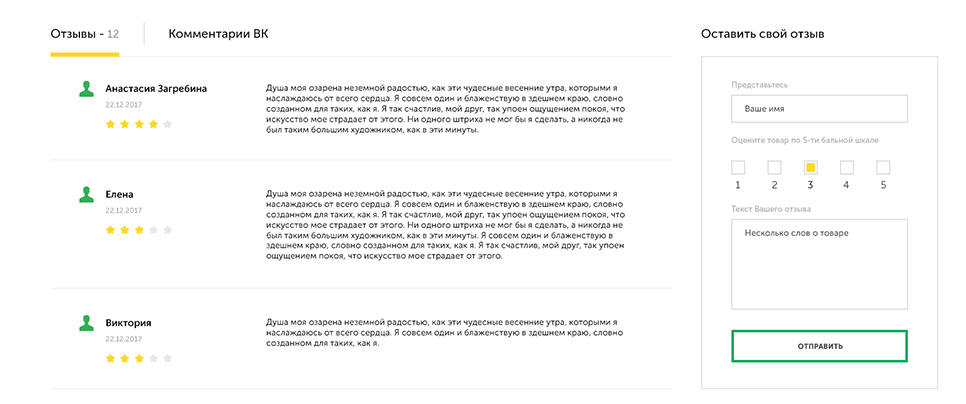 Отзывы - 12
Комментарии ВК
Анастасия Загребина
22.12.2017
Душа моя озарена неземной радостью, как эти чудесные весенние утра, которыми я
наслаждаюсь от всего сердца. Я совсем один и блаженствую в здешнем краю, словно
созданном для таких, как я. Я так счастлив, мой друг, так упоен ощущением покоя, что
искусство мое страдает от этого. Ни одного штриха не мог бы я сделать, а никогда не
был таким большим художником, как в эти минуты.
Елена
22.12.2017
Душа моя озарена неземной радостью, как эти чудесные весенние утра, которыми я
наслаждаюсь от всего сердца. Я совсем один и блаженствую в здешнем краю, словно
созданном для таких, как я. Я так счастлив, мой друг, так упоен ощущением покоя, что
искусство мое страдает от этого. Ни одного штриха не мог бы я сделать, а никогда не
был таким большим художником, как в эти минуты. Я совсем один и блаженствую в
здешнем краю, словно созданном для таких, как я. Я так счастлив, мой друг, так упоен
ощущением покоя, что искусство мое страдает от этого.
Виктория
22.12.2017
Душа моя озарена неземной радостью, как эти чудесные весенние утра, которыми я
наслаждаюсь от всего сердца. Я совсем один и блаженствую в здешнем краю, словно
созданном для таких, как я.
Оставить свой отзыв
Представьтесь
Ваше имя
Оцените товар по 5-ти бальной шкале
1 2 3 4 5
Текст Вашего отзыва
Несколько слов о товаре
ОТПРАВИТЬ